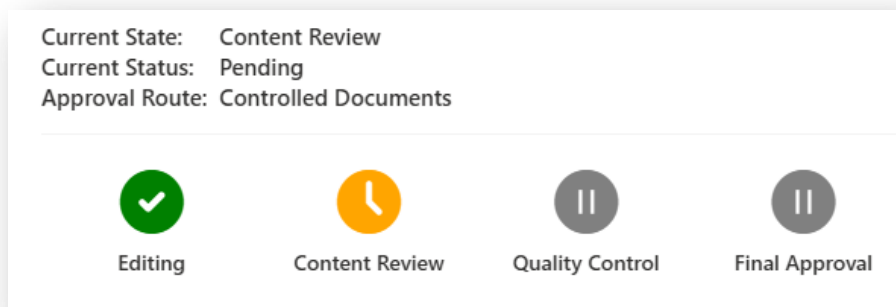 Current State: Content Review
Current Status: Pending
Approval Route: Controlled Documents
Editing
Content Review
Quality Control
Final Approval